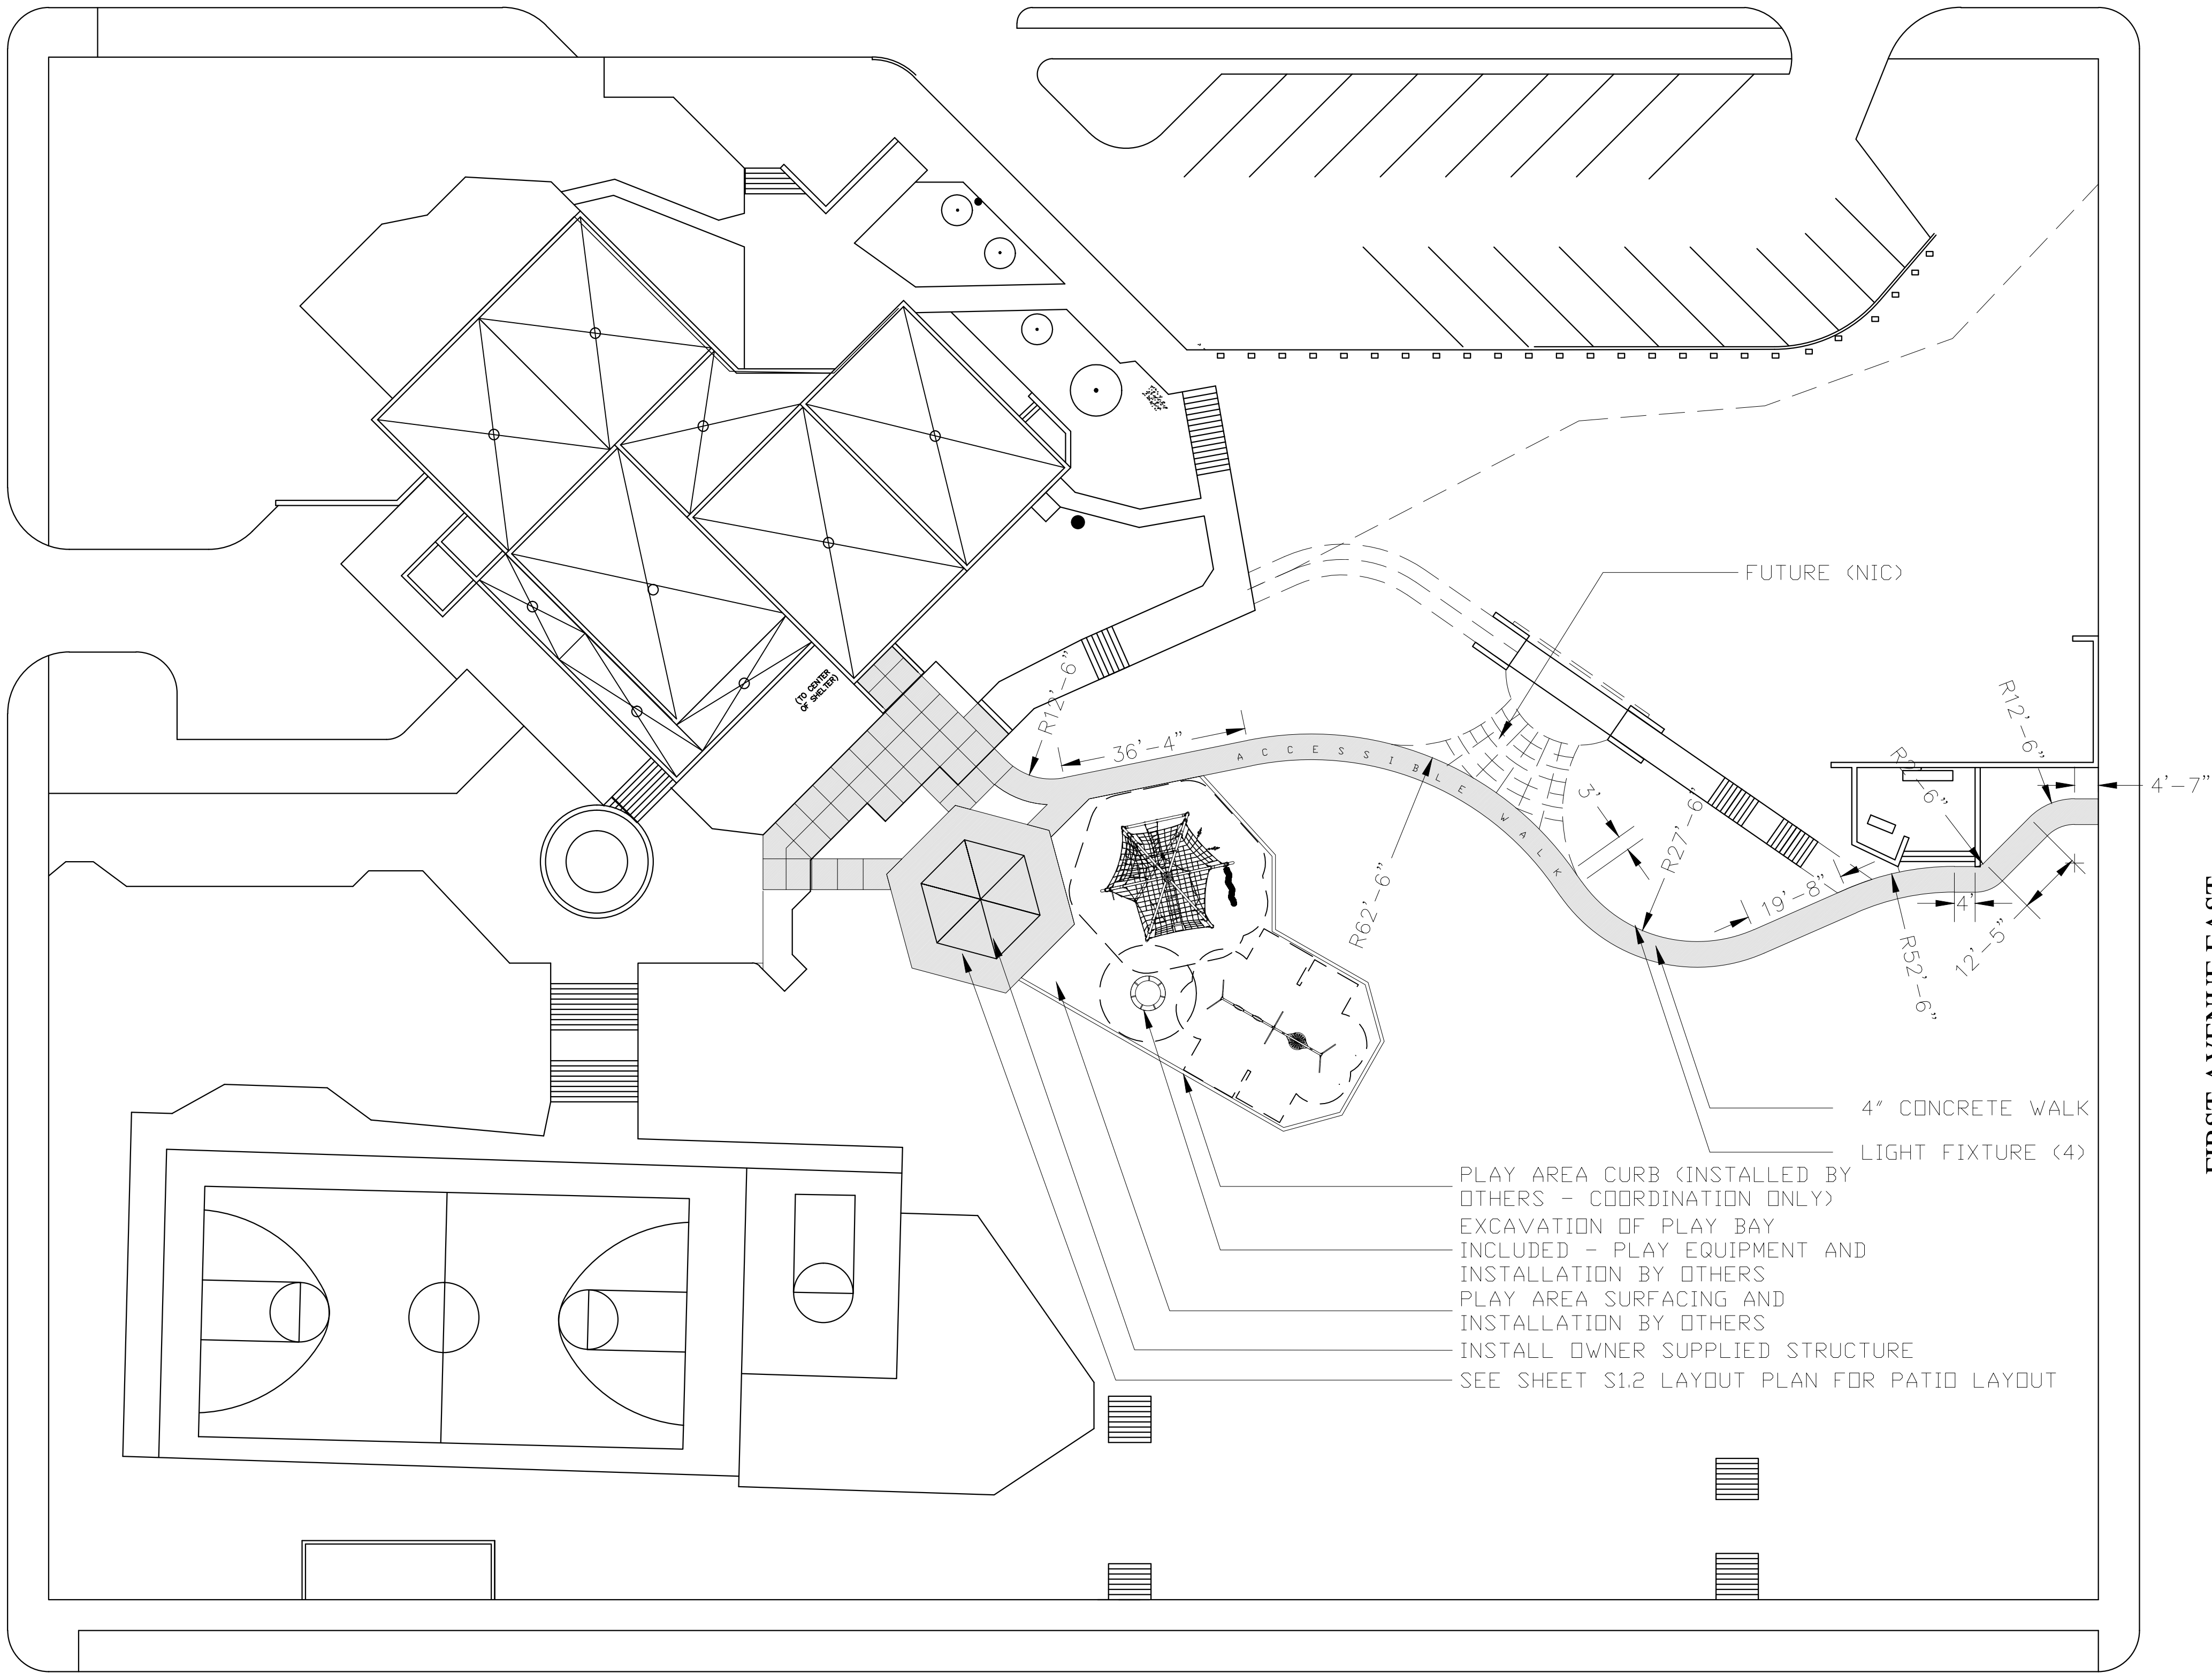 FUTURE (NIC)
(TO CENTER
OF SHELTER)
R12'-6"
36'-4"
ACCESSIBLE WALK
R62'-6"
3'
R27'-6"
19'-8"
R52'-6"
4'
12'-5"
R12'-6"
4'-7"
FIRST AVENUE EAST
4" CONCRETE WALK
LIGHT FIXTURE (4)
PLAY AREA CURB (INSTALLED BY
OTHERS - COORDINATION ONLY)
EXCAVATION OF PLAY BAY
INCLUDED - PLAY EQUIPMENT AND
INSTALLATION BY OTHERS
PLAY AREA SURFACING AND
INSTALLATION BY OTHERS
INSTALL OWNER SUPPLIED STRUCTURE
SEE SHEET S1.2 LAYOUT PLAN FOR PATIO LAYOUT